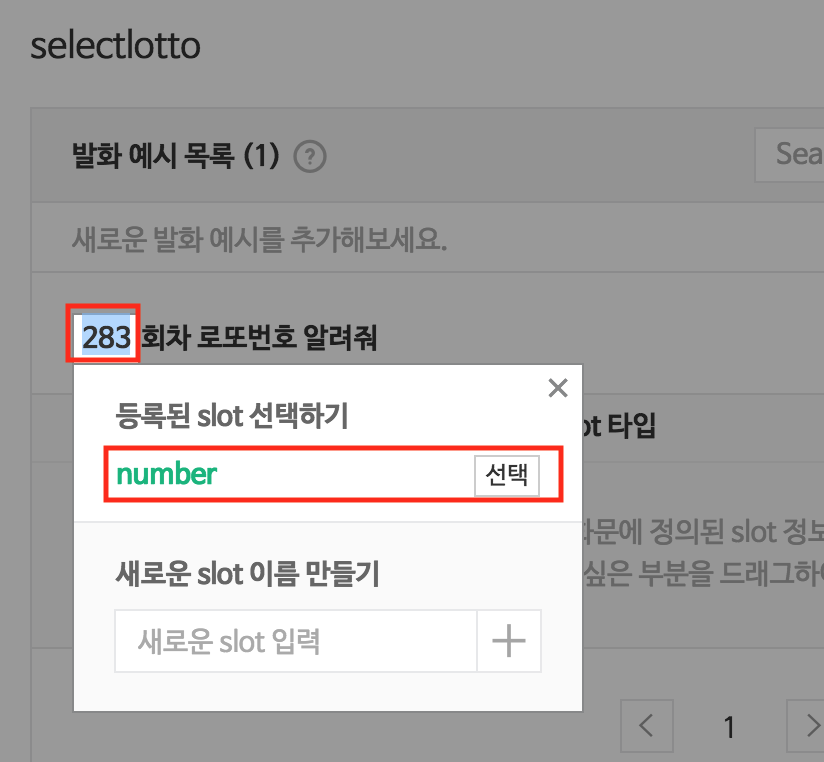 selectlotto
발화 예시 목록 (1) ?
Sea
새로운 발화 예시를 추가해보세요.
283 회차 로또번호 알려줘
등록된 slot 선택하기
ot 타입
number
선택
문에 정의된 slot 정보
새로운 slot 이름 만들기
싶은 부분을 드래그하
새로운 slot 입력
1